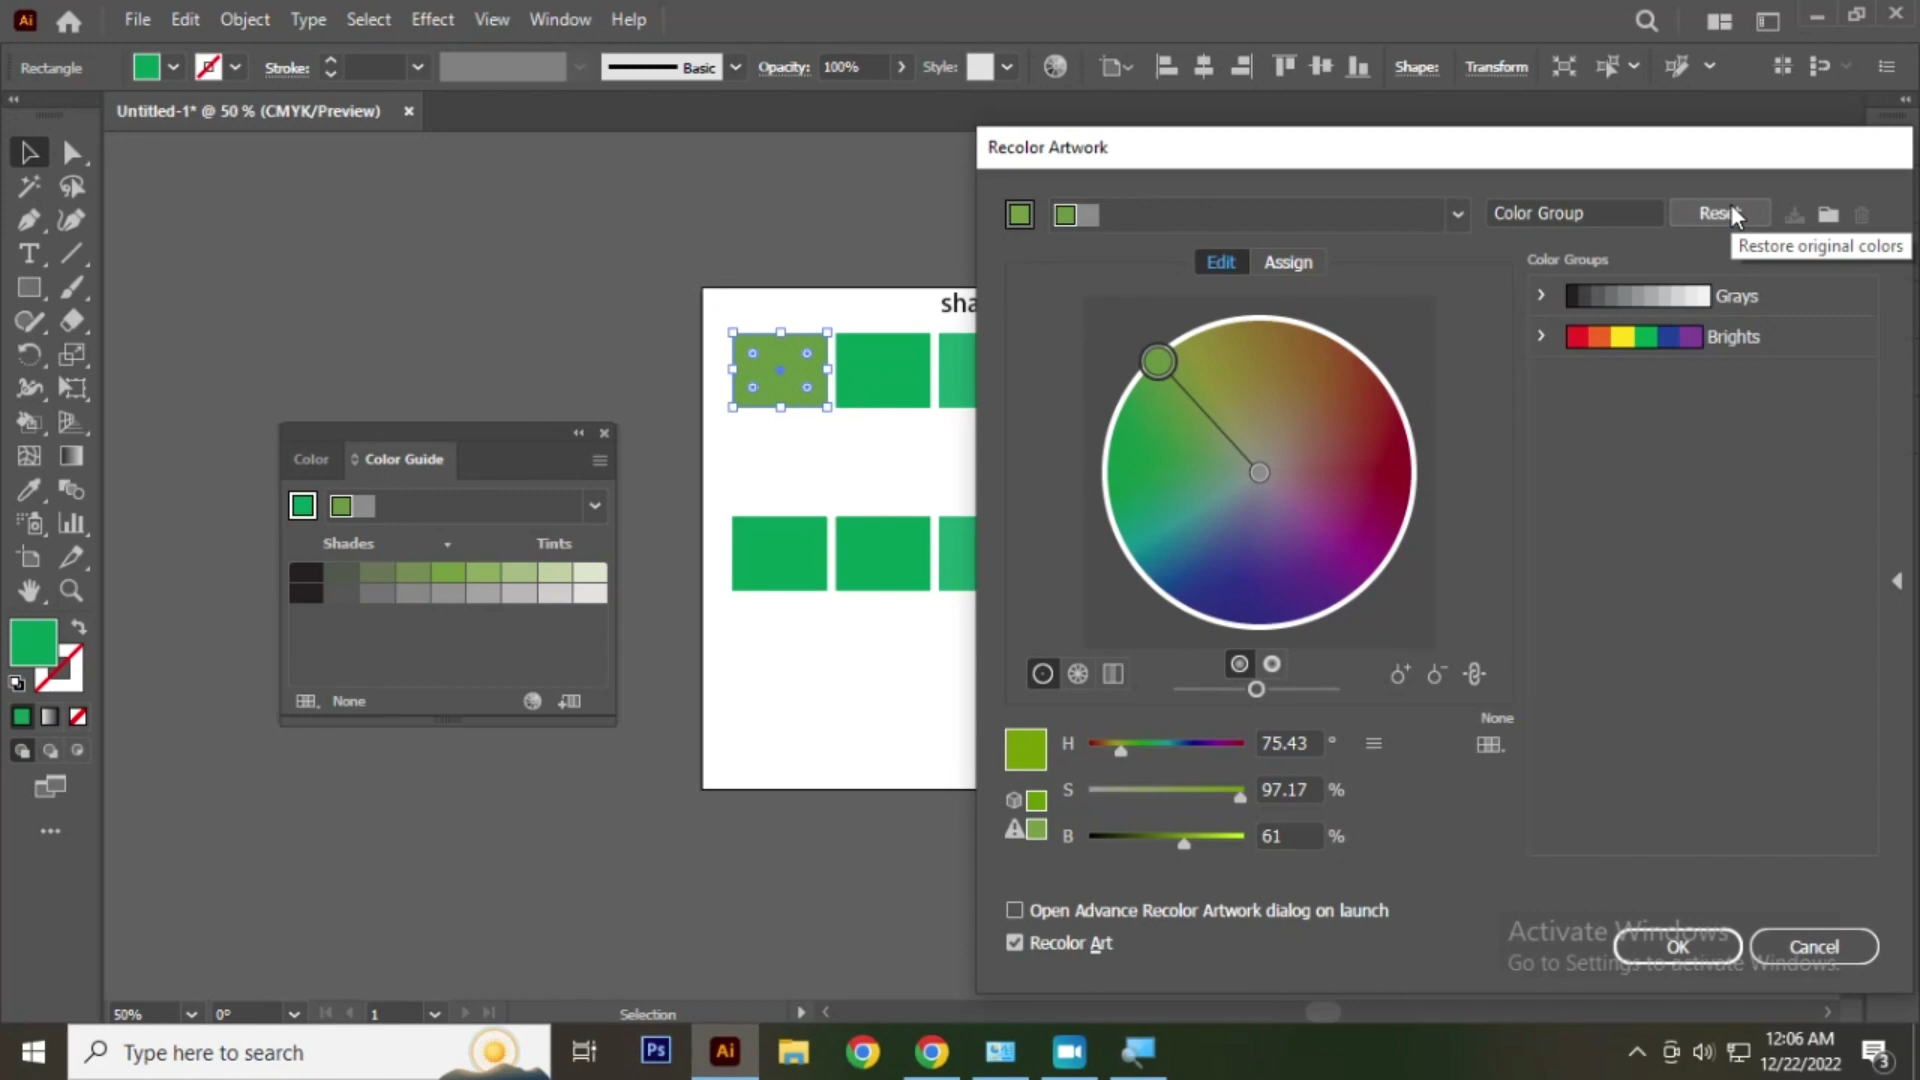 Ai File Edit Object Type Select Effect View Window Help
Rectangle Stroke: Basic Opacity: 100% Style: Shape: Transform
Untitled-1* @ 50 % (CMYK/Preview)
Recolor Artwork
Color Group Reset
Restore original colors
Edit Assign Color Groups
Grays
Brights
sha
Color Color Guide
Shades Tints
None
None
H 75.43 °
S 97.17 %
B 61 %
Open Advance Recolor Artwork dialog on launch
Recolor Art
Activate Windows
Go to Settings to activate Windows.
OK Cancel
50% 0° 1 Selection
Type here to search Ps Ai 12:06 AM
12/22/2022 3